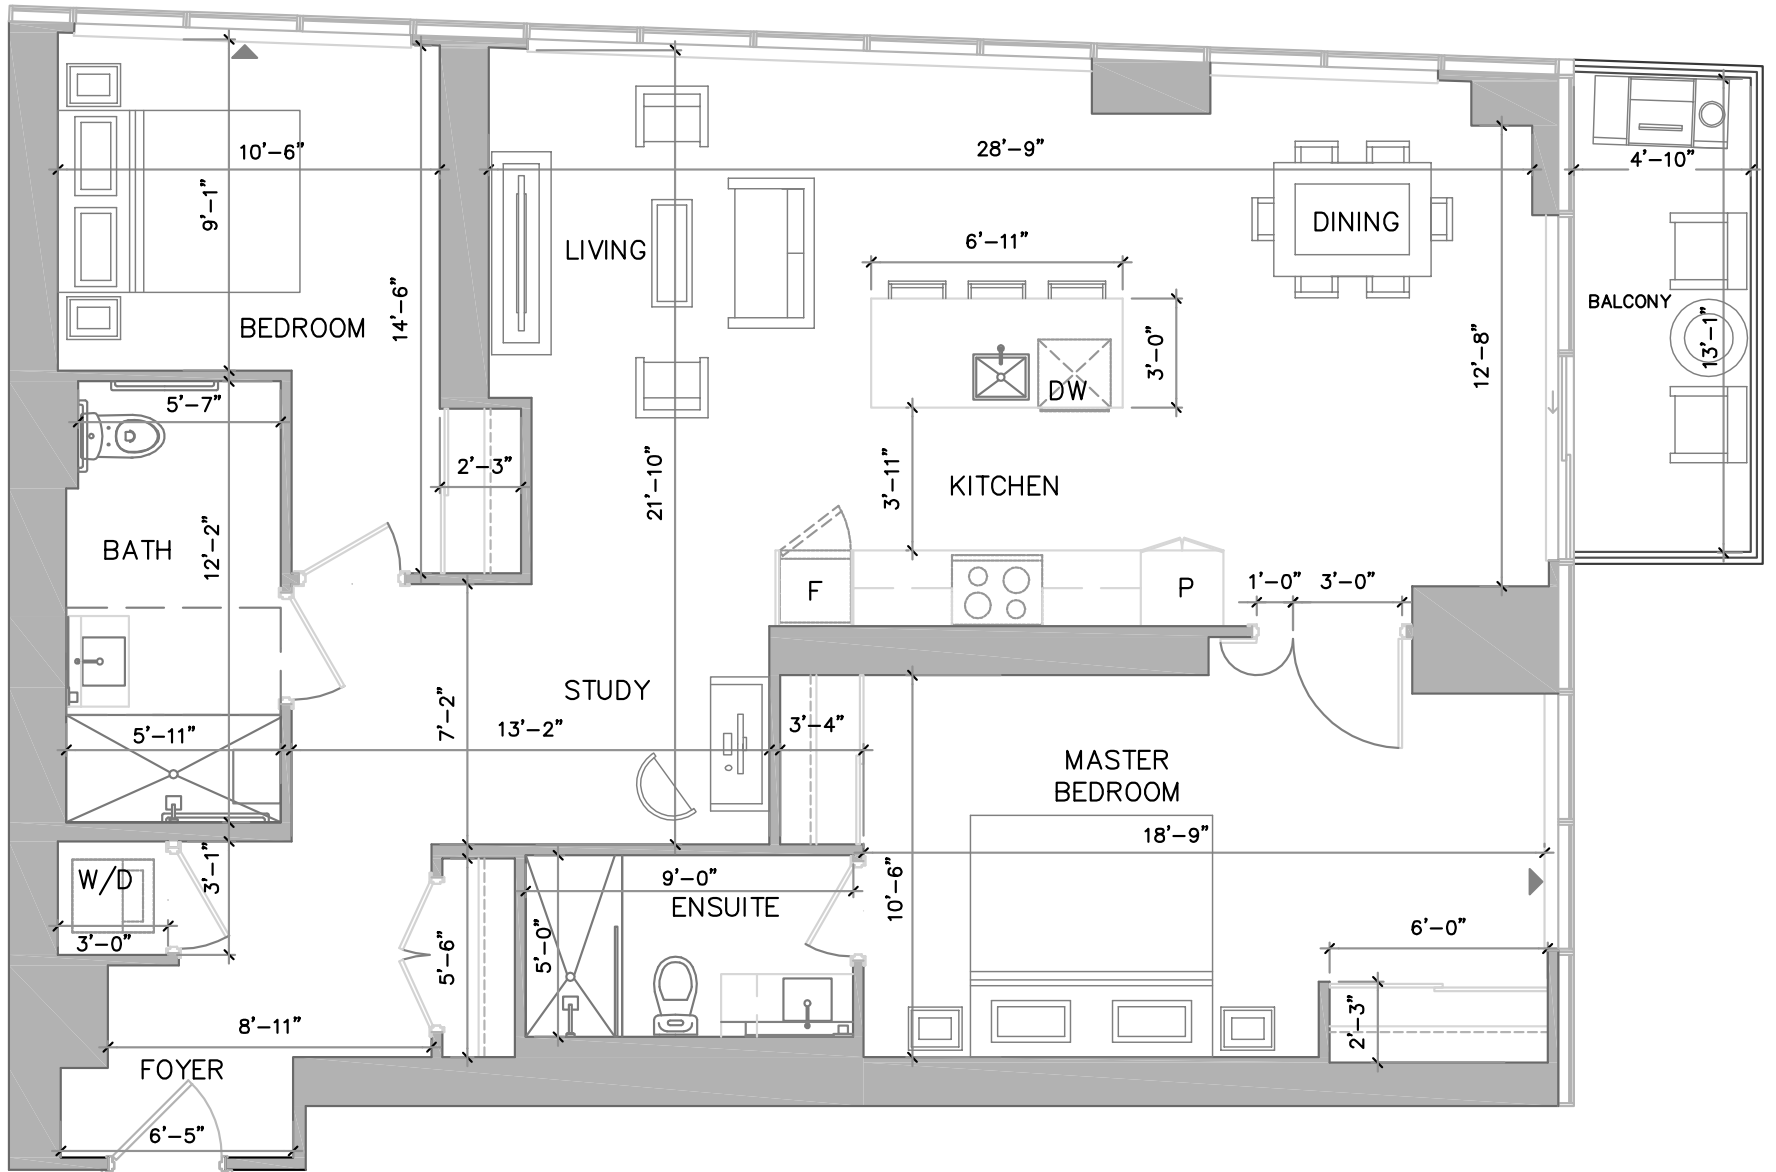 10'-6"
28'-9"
4'-10"
9'-1"
DINING
LIVING
6'-11"
BALCONY
BEDROOM
14'-6"
3'-0"
12'-8"
13'-1"
DW
5'-7"
2'-3"
21'-10"
3'-11"
KITCHEN
BATH
12'-2"
F
P
1'-0"
3'-0"
STUDY
7'-2"
13'-2"
3'-4"
5'-11"
MASTER
BEDROOM
18'-9"
W/D
3'-1"
9'-0"
ENSUITE
10'-6"
3'-0"
5'-6"
5'-0"
6'-0"
8'-11"
2'-3"
FOYER
6'-5"